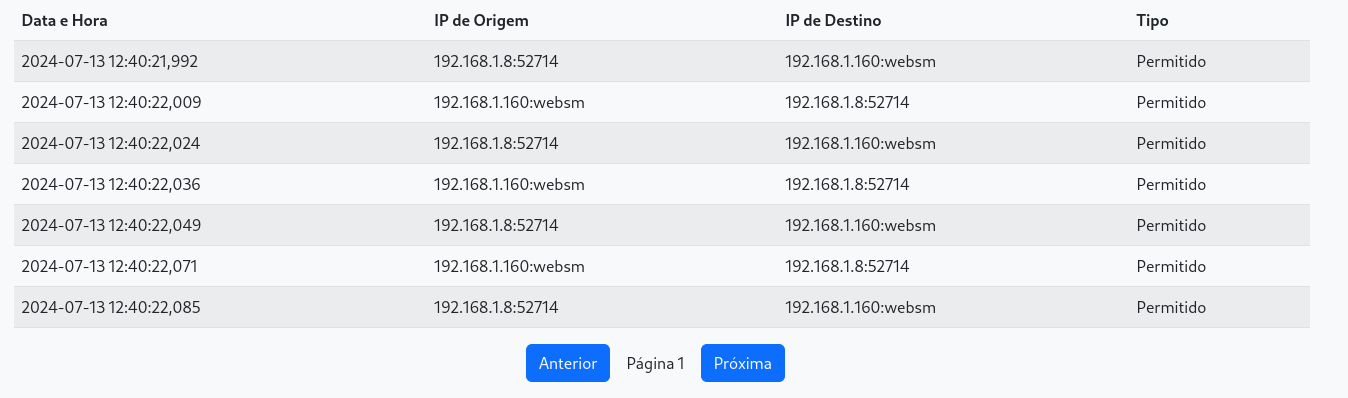 Data e Hora IP de Origem IP de Destino Tipo
2024-07-13 12:40:21,992 192.168.1.8:52714 192.168.1.160:websm Permitido
2024-07-13 12:40:22,009 192.168.1.160:websm 192.168.1.8:52714 Permitido
2024-07-13 12:40:22,024 192.168.1.8:52714 192.168.1.160:websm Permitido
2024-07-13 12:40:22,036 192.168.1.160:websm 192.168.1.8:52714 Permitido
2024-07-13 12:40:22,049 192.168.1.8:52714 192.168.1.160:websm Permitido
2024-07-13 12:40:22,071 192.168.1.160:websm 192.168.1.8:52714 Permitido
2024-07-13 12:40:22,085 192.168.1.8:52714 192.168.1.160:websm Permitido
Anterior Página 1 Próxima